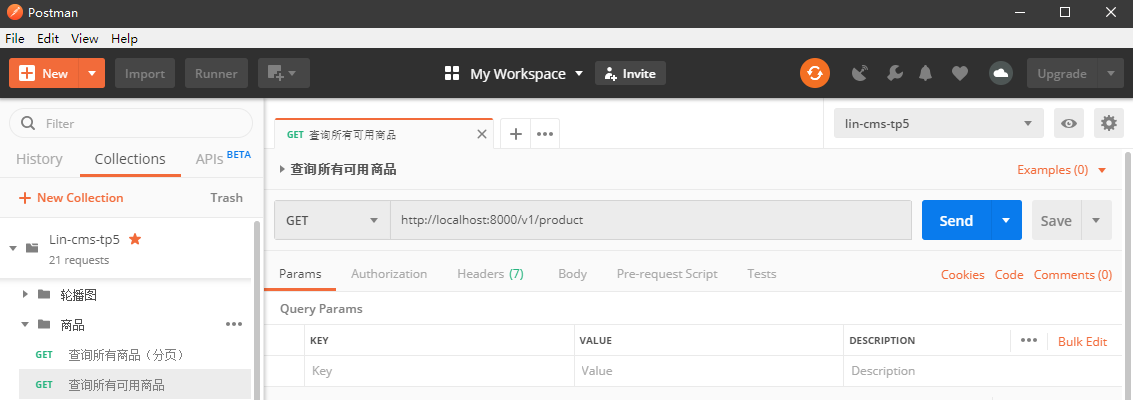 Postman
File Edit View Help
New Import Runner My Workspace Invite Upgrade
Filter
History Collections APIs BETA
New Collection Trash
Lin-cms-tp5
21 requests
轮播图
商品
GET 查询所有商品（分页）
GET 查询所有可用商品
GET 查询所有可用商品
lin-cms-tp5
查询所有可用商品 Examples (0)
GET http://localhost:8000/v1/product Send Save
Params Authorization Headers (7) Body Pre-request Script Tests Cookies Code Comments (0)
Query Params
KEY VALUE DESCRIPTION Bulk Edit
Key Value Description